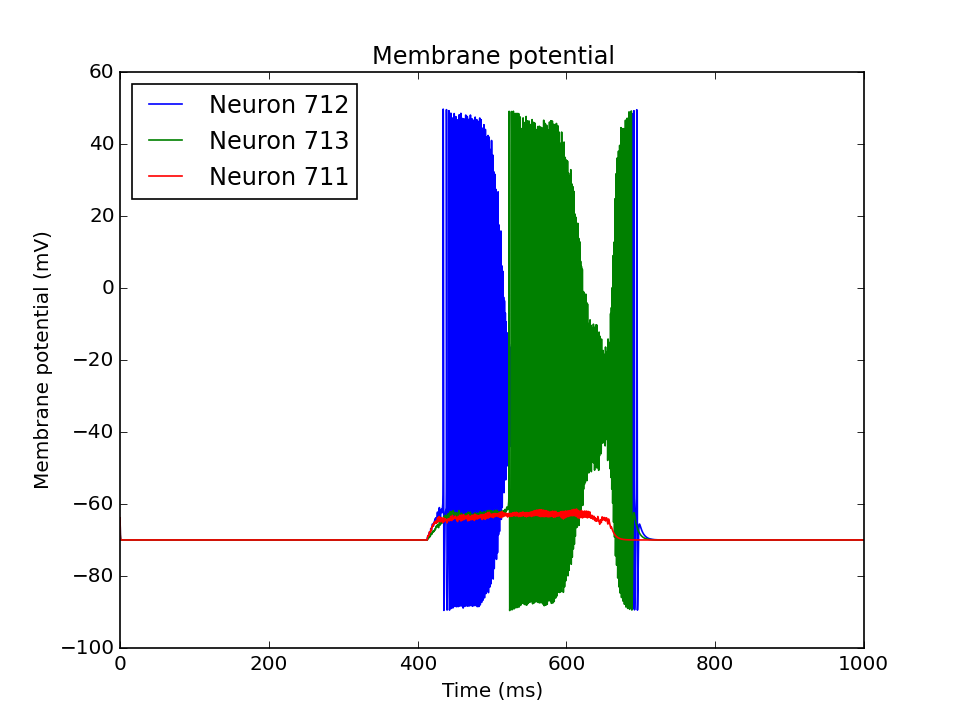 Membrane potential
60
40
20
0
−20
−40
−60
−80
−100
Membrane potential (mV)
Neuron 712
Neuron 713
Neuron 711
0 200 400 600 800 1000
Time (ms)